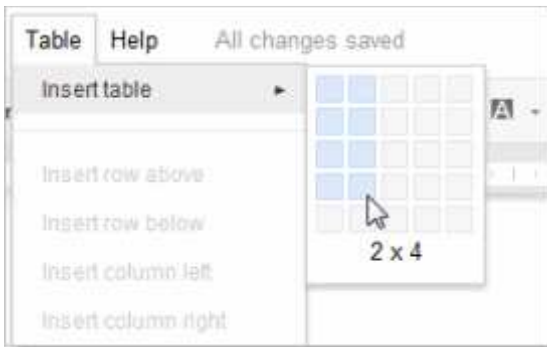 Table Help All changes saved
Insert table
A
Insert row above
Insert row below
2 x 4
Insert column left
Insert column right